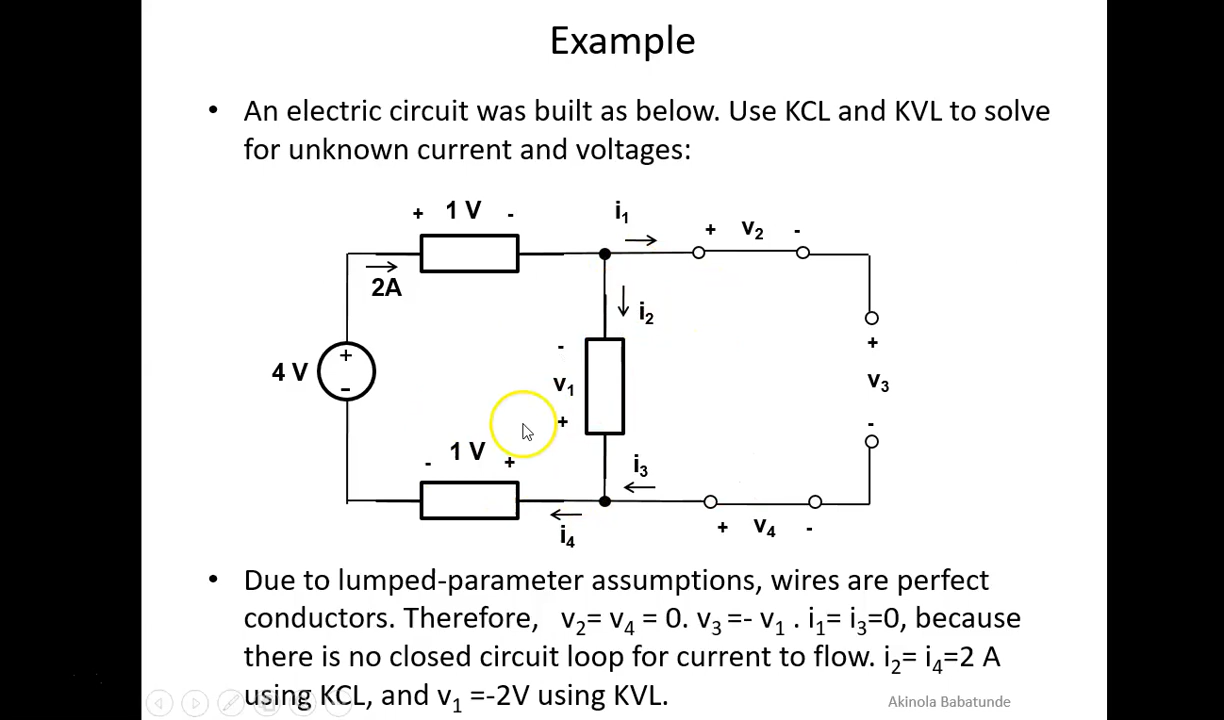 Example
• An electric circuit was built as below. Use KCL and KVL to solve
for unknown current and voltages:
+ 1 V -
i1
+ v2 -
2A
i2
4 V
+
-
-
v1
+
+
v3
-
- 1 V +
i3
i4
+ v4 -
• Due to lumped-parameter assumptions, wires are perfect
conductors. Therefore, v2= v4 = 0. v3 =- v1 . i1= i3=0, because
there is no closed circuit loop for current to flow. i2= i4=2 A
using KCL, and v1 =-2V using KVL.
Akinola Babatunde